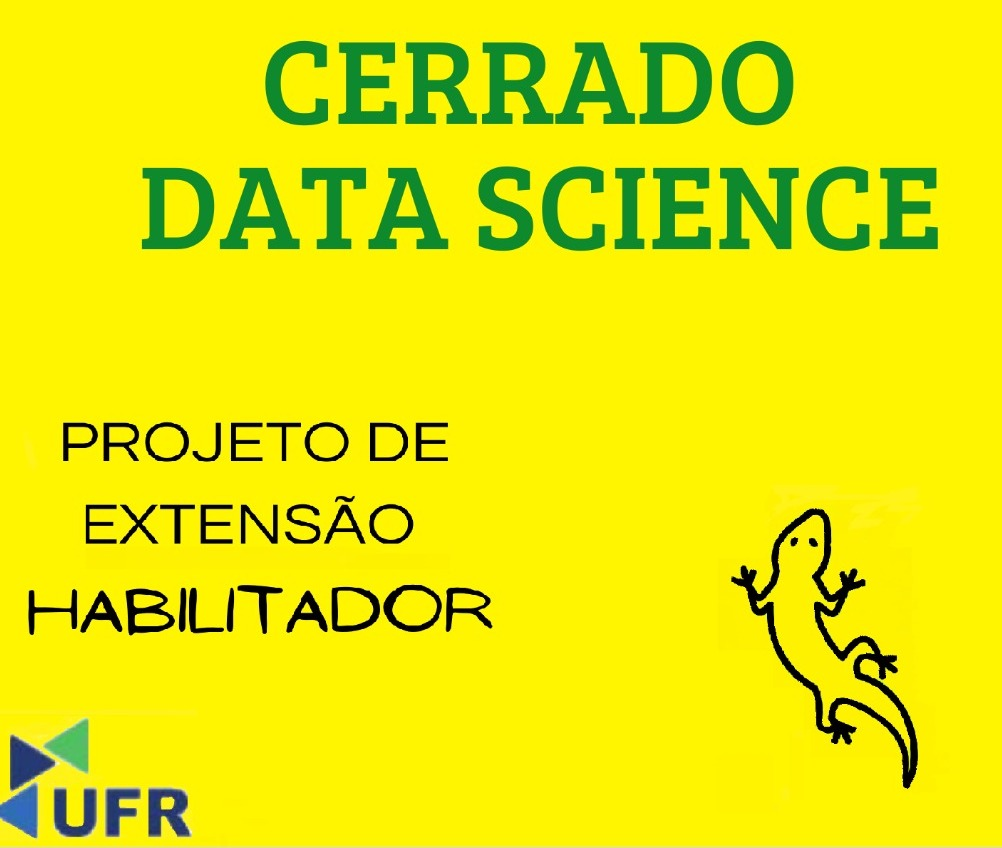 CERRADO
DATA SCIENCE
PROJETO DE
EXTENSÃO
HABILITADOR
UFR